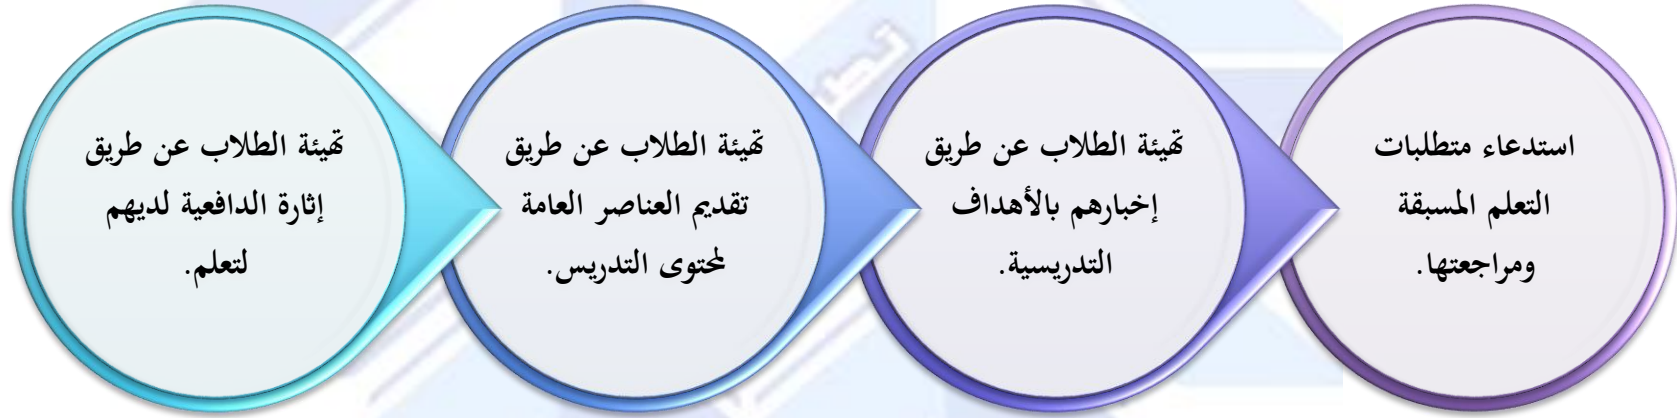 تهيئة الطلاب عن طريق
إثارة الدافعية لديهم
لتعلم.
تهيئة الطلاب عن طريق
تقديم العناصر العامة
لمحتوى التدريس.
تهيئة الطلاب عن طريق
إخبارهم بالأهداف
التدريسية.
استدعاء متطلبات
التعلم المسبقة
ومراجعتها.